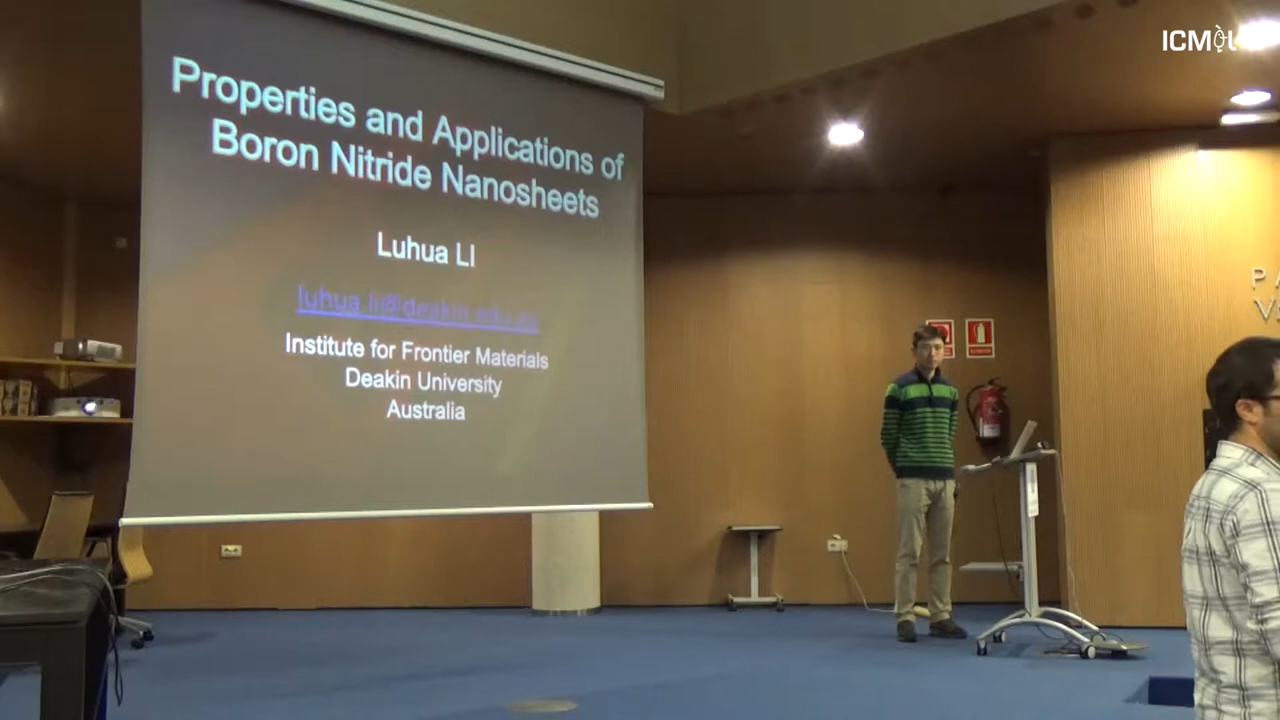 Properties and Applications of
Boron Nitride Nanosheets
Luhua LI
luhua.li@deakin.edu.au
Institute for Frontier Materials
Deakin University
Australia
ICMol